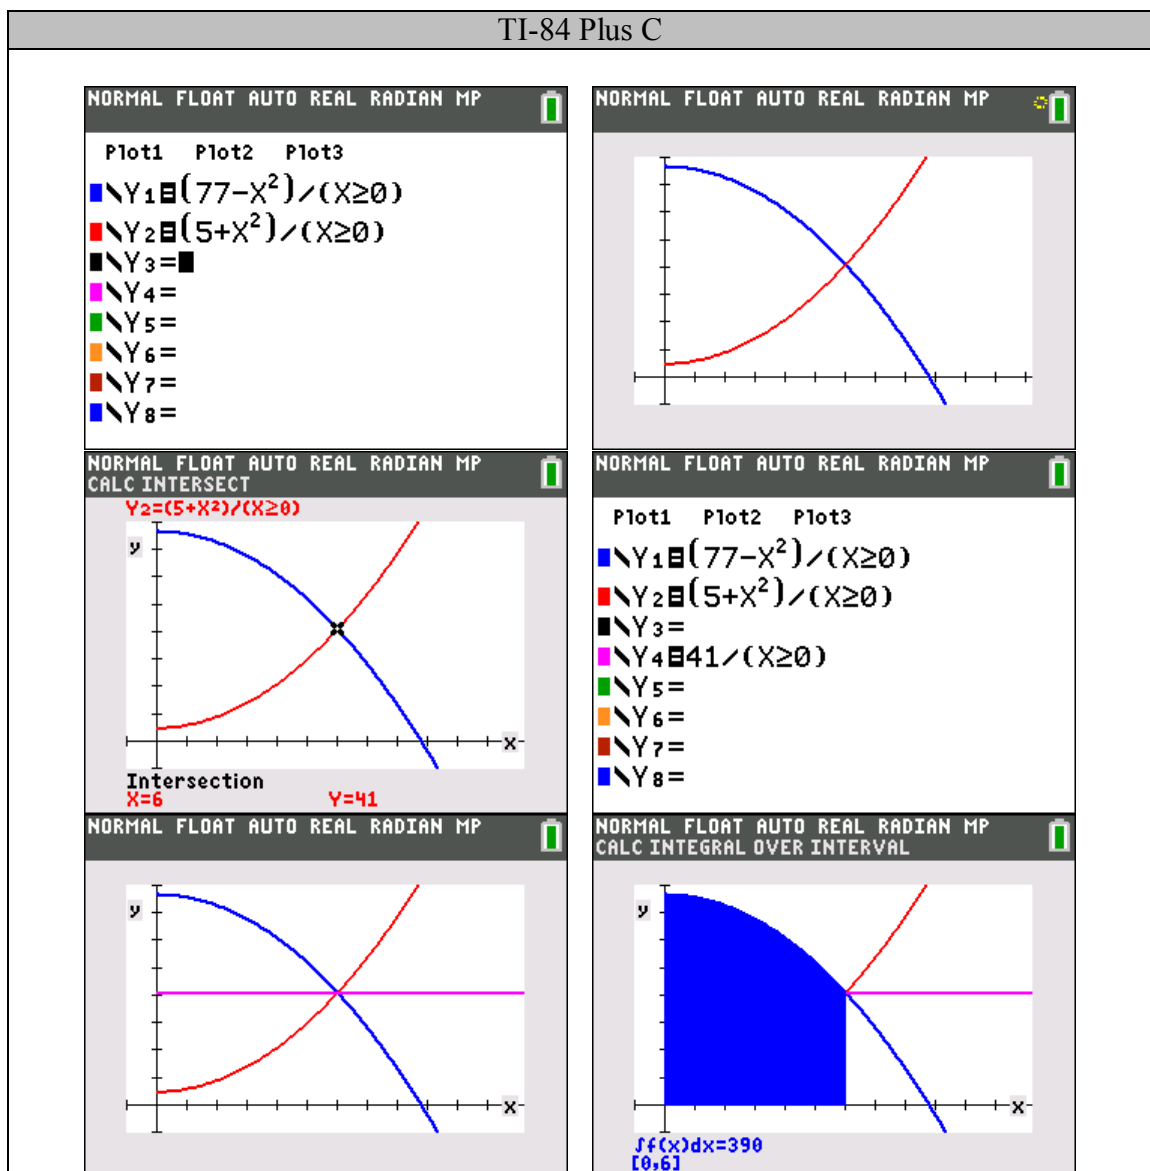 TI-84 Plus C
NORMAL FLOAT AUTO REAL RADIAN MP
Plot1 Plot2 Plot3
\Y1=(77-X²)/(X≥0)
\Y2=(5+X²)/(X≥0)
\Y3=
\Y4=
\Y5=
\Y6=
\Y7=
\Y8=
NORMAL FLOAT AUTO REAL RADIAN MP
NORMAL FLOAT AUTO REAL RADIAN MP
CALC INTERSECT
Y2=(5+X²)/(X≥0)
y
x
Intersection
X=6 Y=41
NORMAL FLOAT AUTO REAL RADIAN MP
Plot1 Plot2 Plot3
\Y1=(77-X²)/(X≥0)
\Y2=(5+X²)/(X≥0)
\Y3=
\Y4=41/(X≥0)
\Y5=
\Y6=
\Y7=
\Y8=
NORMAL FLOAT AUTO REAL RADIAN MP
y
x
NORMAL FLOAT AUTO REAL RADIAN MP
CALC INTEGRAL OVER INTERVAL
y
x
∫f(x)dx=390
[0,6]